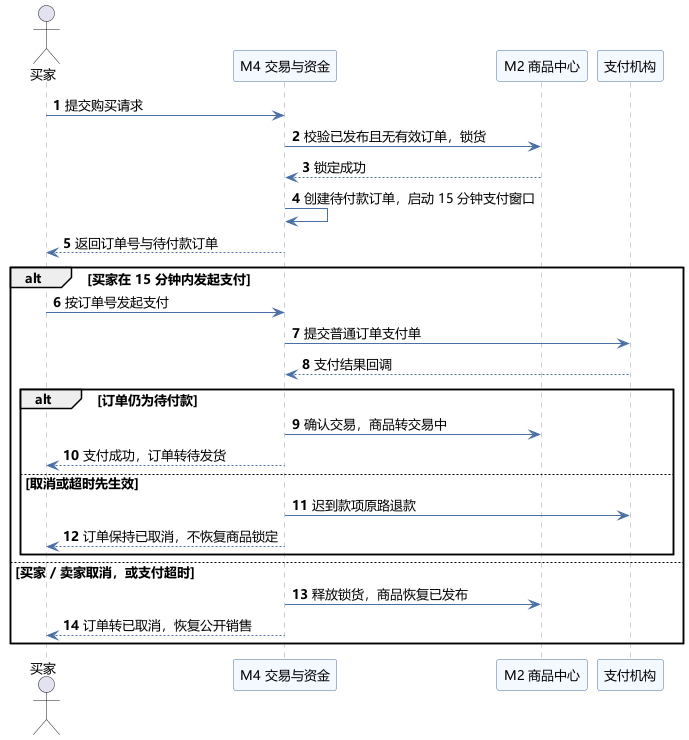 买家
M4 交易与资金
M2 商品中心
支付机构
1 提交购买请求
2 校验已发布且无有效订单，锁货
3 锁定成功
4 创建待付款订单，启动 15 分钟支付窗口
5 返回订单号与待付款订单
alt [买家在 15 分钟内发起支付]
6 按订单号发起支付
7 提交普通订单支付单
8 支付结果回调
alt [订单仍为待付款]
9 确认交易，商品转交易中
10 支付成功，订单转待发货
[取消或超时先生效]
11 迟到款项原路退款
12 订单保持已取消，不恢复商品锁定
[买家 / 卖家取消，或支付超时]
13 释放锁货，商品恢复已发布
14 订单转已取消，恢复公开销售
买家
M4 交易与资金
M2 商品中心
支付机构